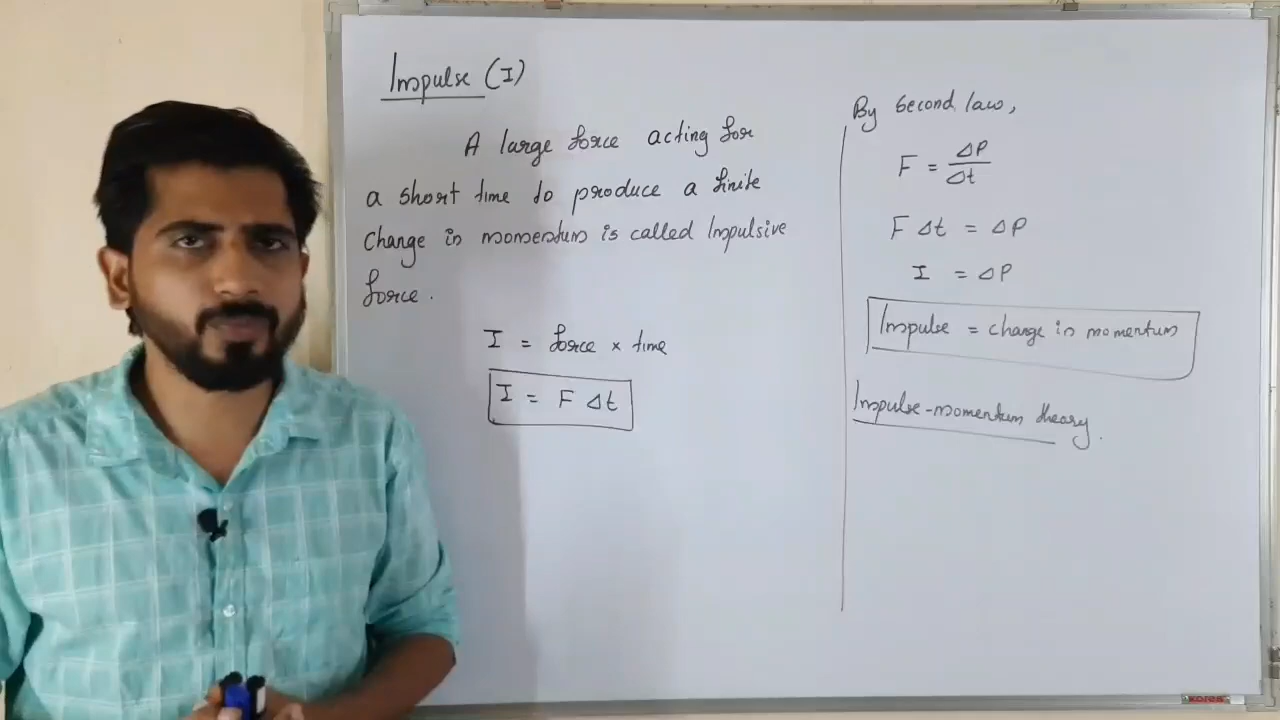 Impulse (I)
A large force acting for
a short time to produce a finite
change in momentum is called Impulsive
force.
I = force × time
I = F Δt
By second law,
F = ΔP/Δt
F Δt = ΔP
I = ΔP
Impulse = change in momentum
Impulse-momentum theory.
kores